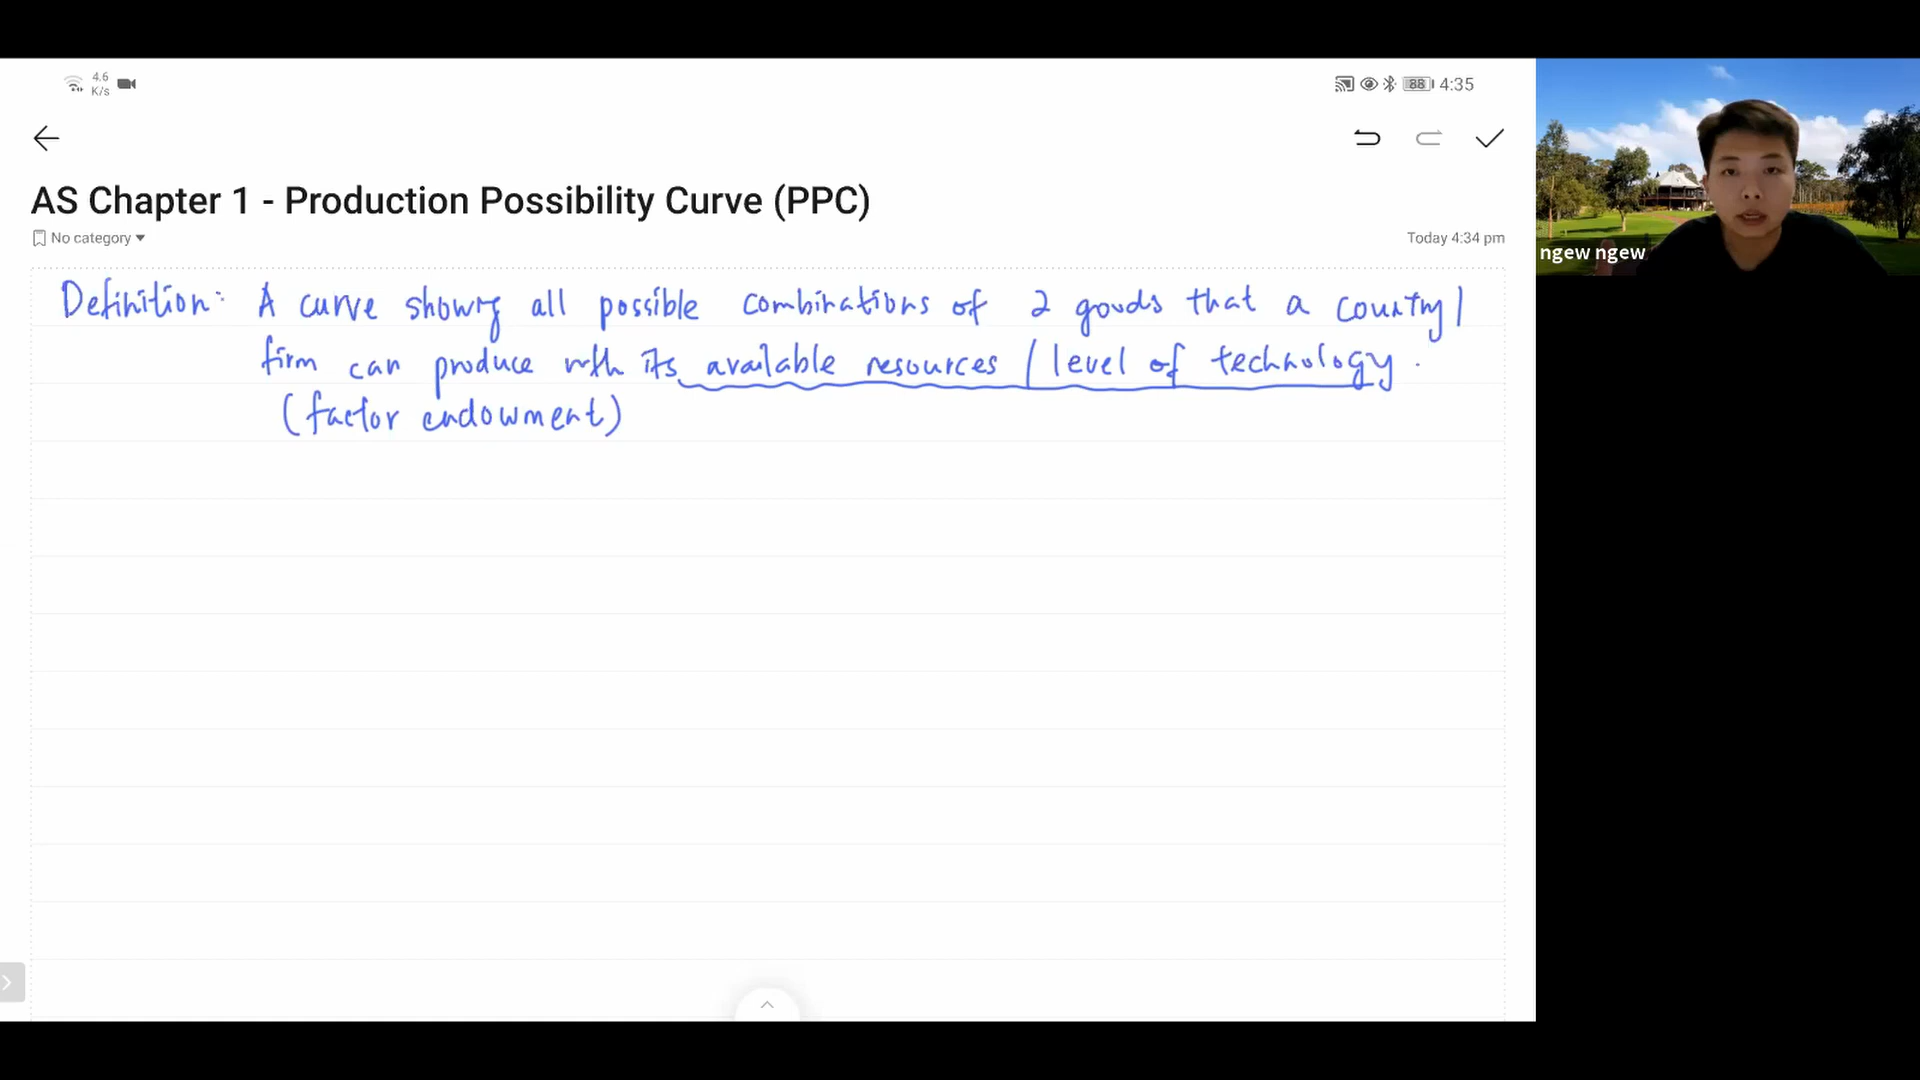 4.6
K/s
88 4:35
AS Chapter 1 - Production Possibility Curve (PPC)
No category
Today 4:34 pm
ngew ngew
Definition: A curve showing all possible combinations of 2 goods that a country/
firm can produce with its available resources / level of technology.
(factor endowment)